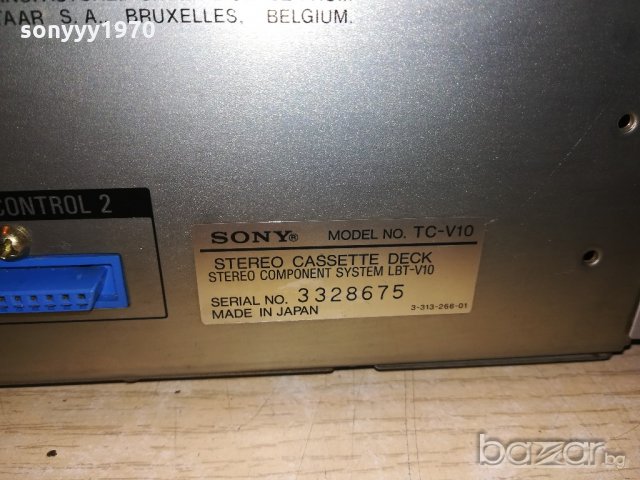 STAAR S. A., BRUXELLES, BELGIUM.
sonyyy1970
CONTROL 2
SONY® MODEL NO. TC-V10
STEREO CASSETTE DECK
STEREO COMPONENT SYSTEM LBT-V10
SERIAL NO. 3328675
MADE IN JAPAN 3-313-266-01
bazar.bg